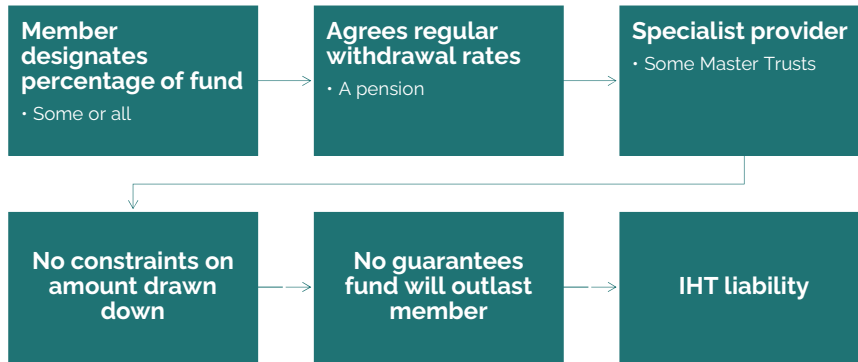 Member
designates
percentage of fund
• Some or all
Agrees regular
withdrawal rates
• A pension
Specialist provider
• Some Master Trusts
No constraints on
amount drawn
down
No guarantees
fund will outlast
member
IHT liability